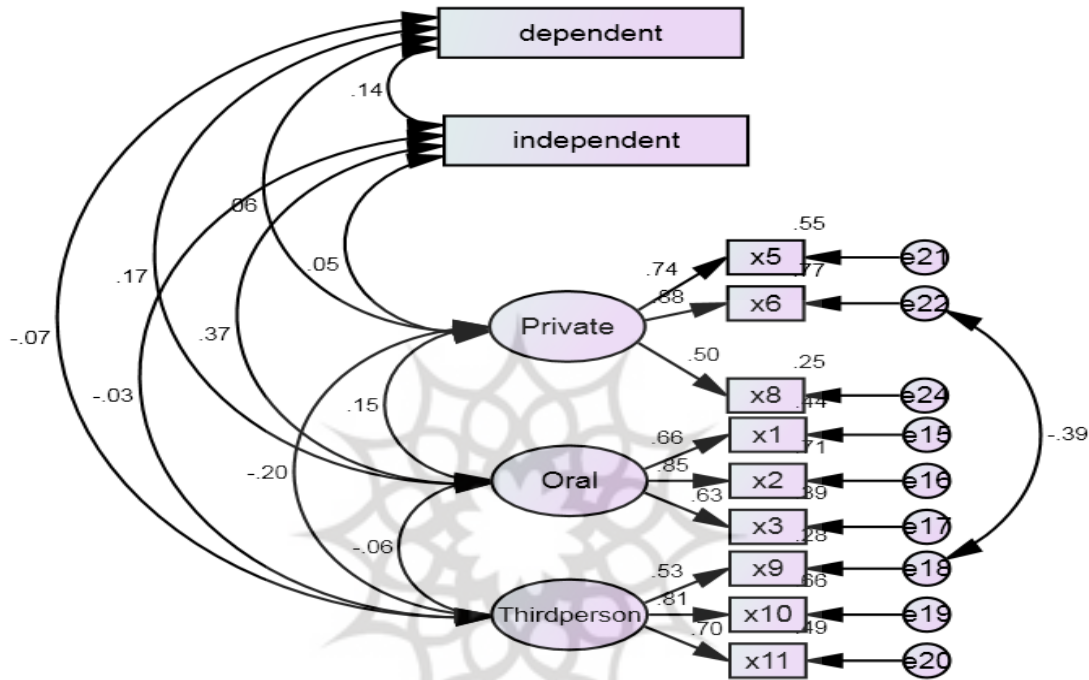 dependent
.14
independent
.06
.55
x5
e21
.05
.74
.77
.17
.88
x6
e22
Private
-.07
.37
.50
.25
-.03
x8
e24
.15
.44
.66
x1
e15
-.39
.71
-.20
.85
Oral
x2
e16
.63
.39
x3
e17
.28
-.06
.53
x9
e18
.66
.81
Thirdperson
x10
e19
.70
.49
x11
e20